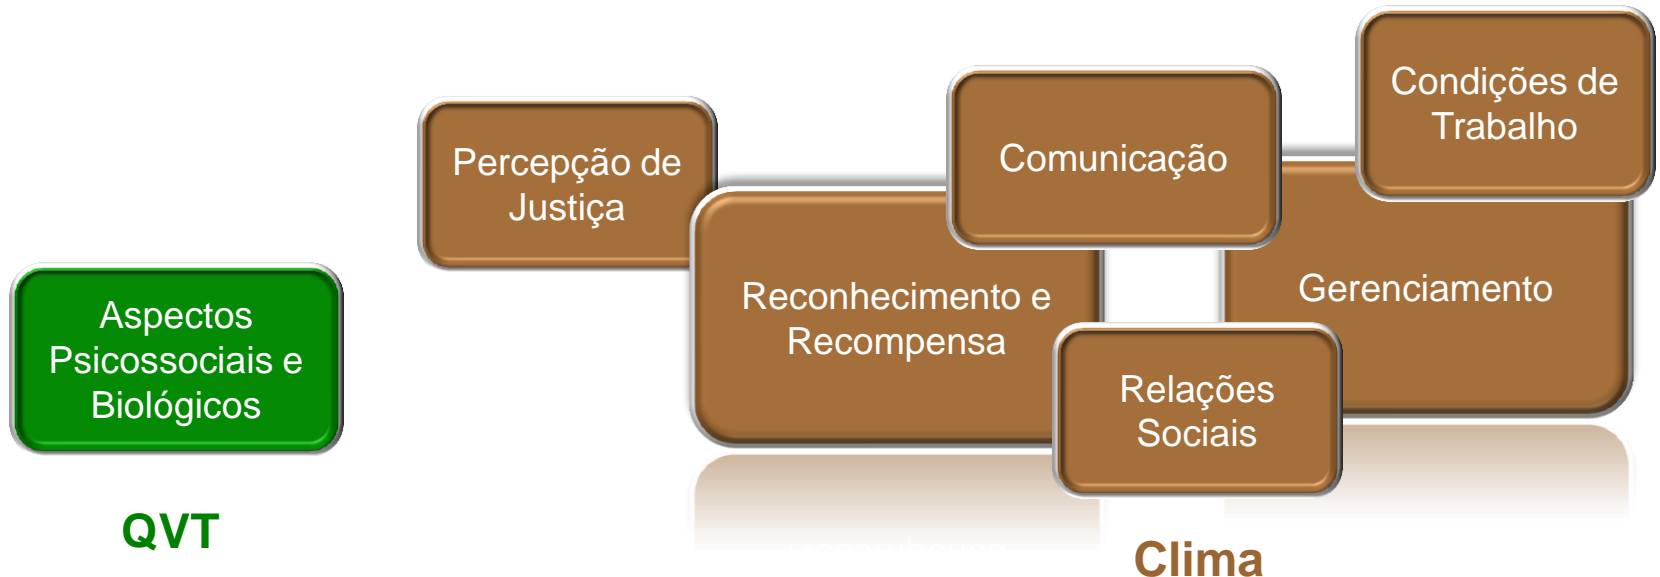 Condições de
Trabalho
Percepção de
Justiça
Comunicação
Reconhecimento e
Recompensa
Gerenciamento
Aspectos
Psicossociais e
Biológicos
Relações
Sociais
QVT
Clima